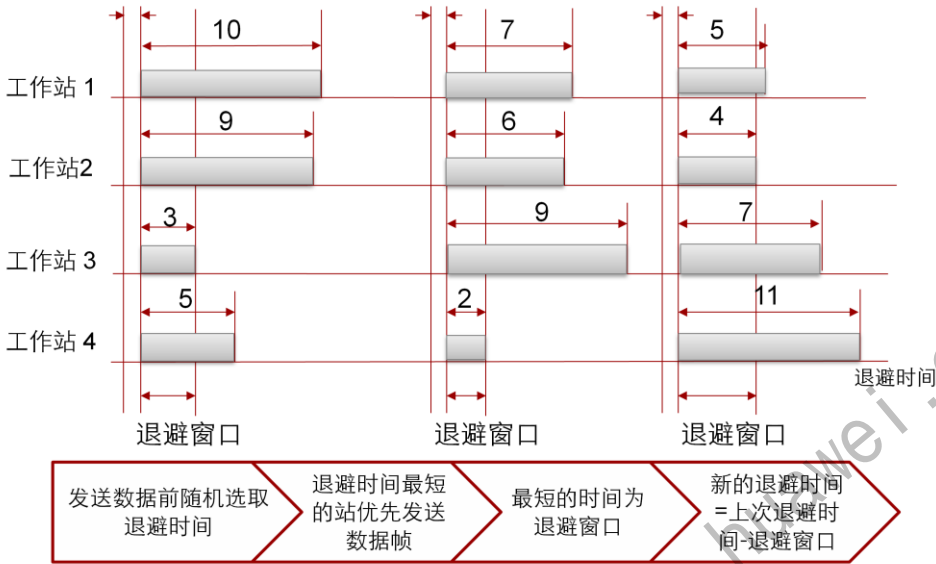 10 7 5
工作站 1
9 6 4
工作站2
3 9 7
工作站 3
5 2 11
工作站 4
退避时间
退避窗口 退避窗口 退避窗口
发送数据前随机选取
退避时间
退避时间最短
的站优先发送
数据帧
最短的时间为
退避窗口
新的退避时间
=上次退避时
间-退避窗口
huawei.